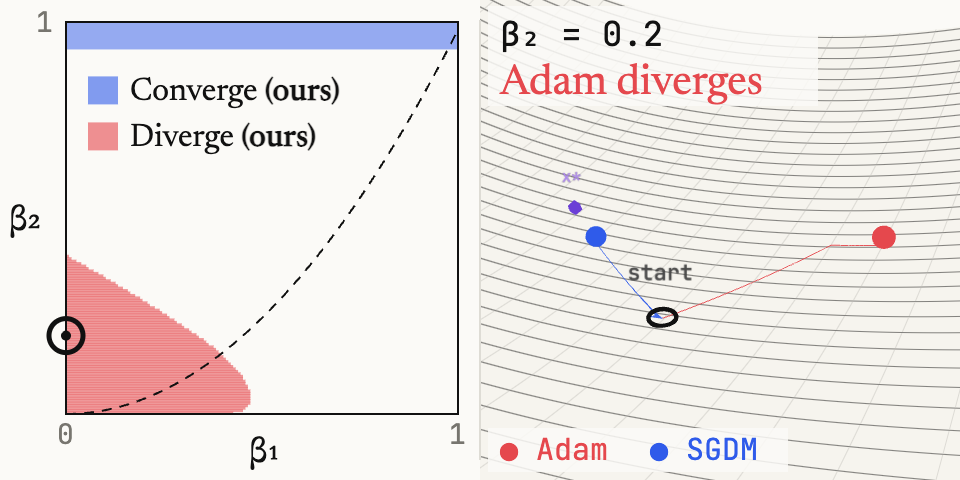 1
Converge (ours)
Diverge (ours)
β₂
0
β₁
1
β₂ = 0.2
Adam diverges
x*
start
Adam
SGDM